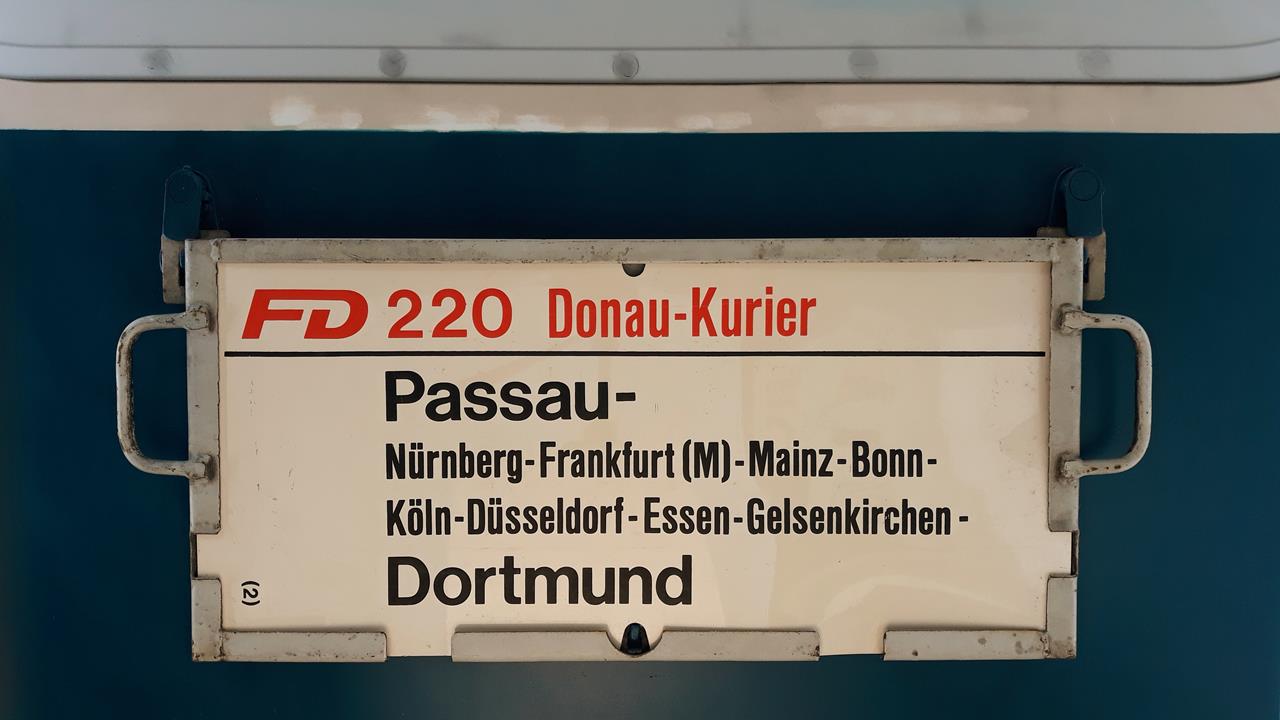 FD 220 Donau-Kurier
Passau-
Nürnberg-Frankfurt (M)-Mainz-Bonn-
Köln-Düsseldorf-Essen-Gelsenkirchen-
Dortmund
(2)